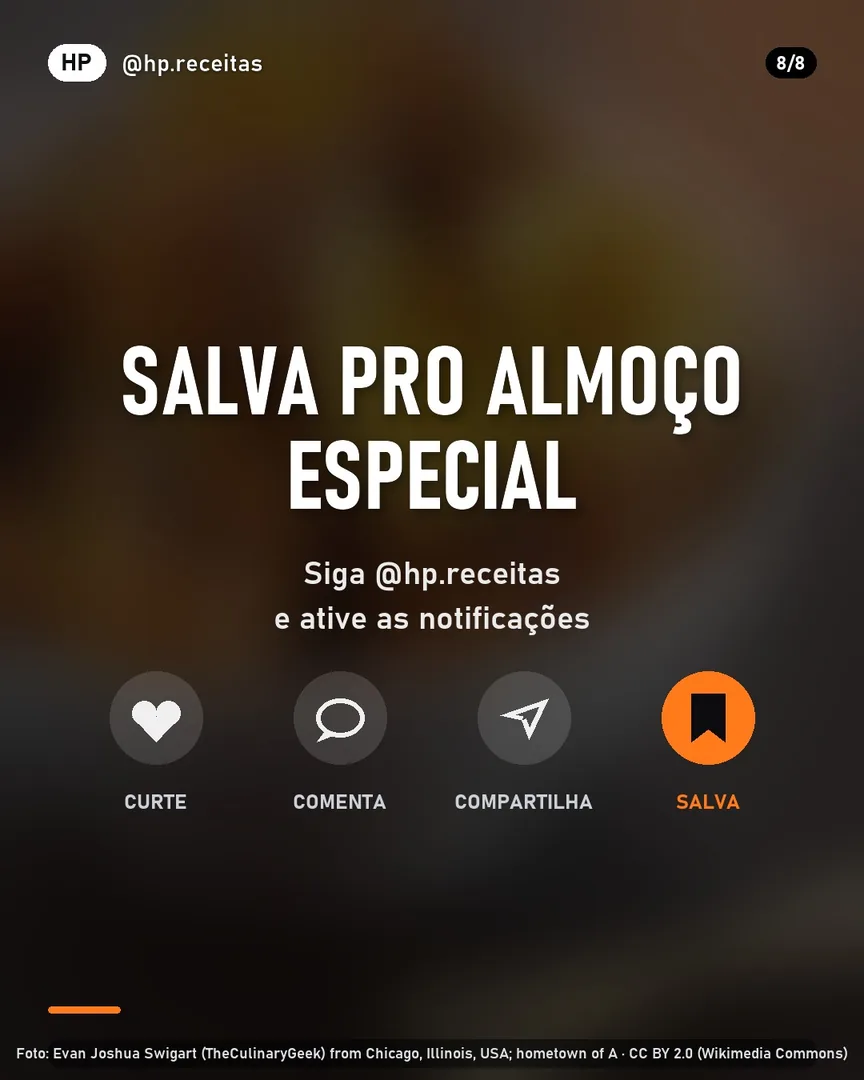 HP @hp.receitas 8/8
SALVA PRO ALMOÇO
ESPECIAL
Siga @hp.receitas
e ative as notificações
CURTE COMENTA COMPARTILHA SALVA
Foto: Evan Joshua Swigart (TheCulinaryGeek) from Chicago, Illinois, USA; hometown of A · CC BY 2.0 (Wikimedia Commons)